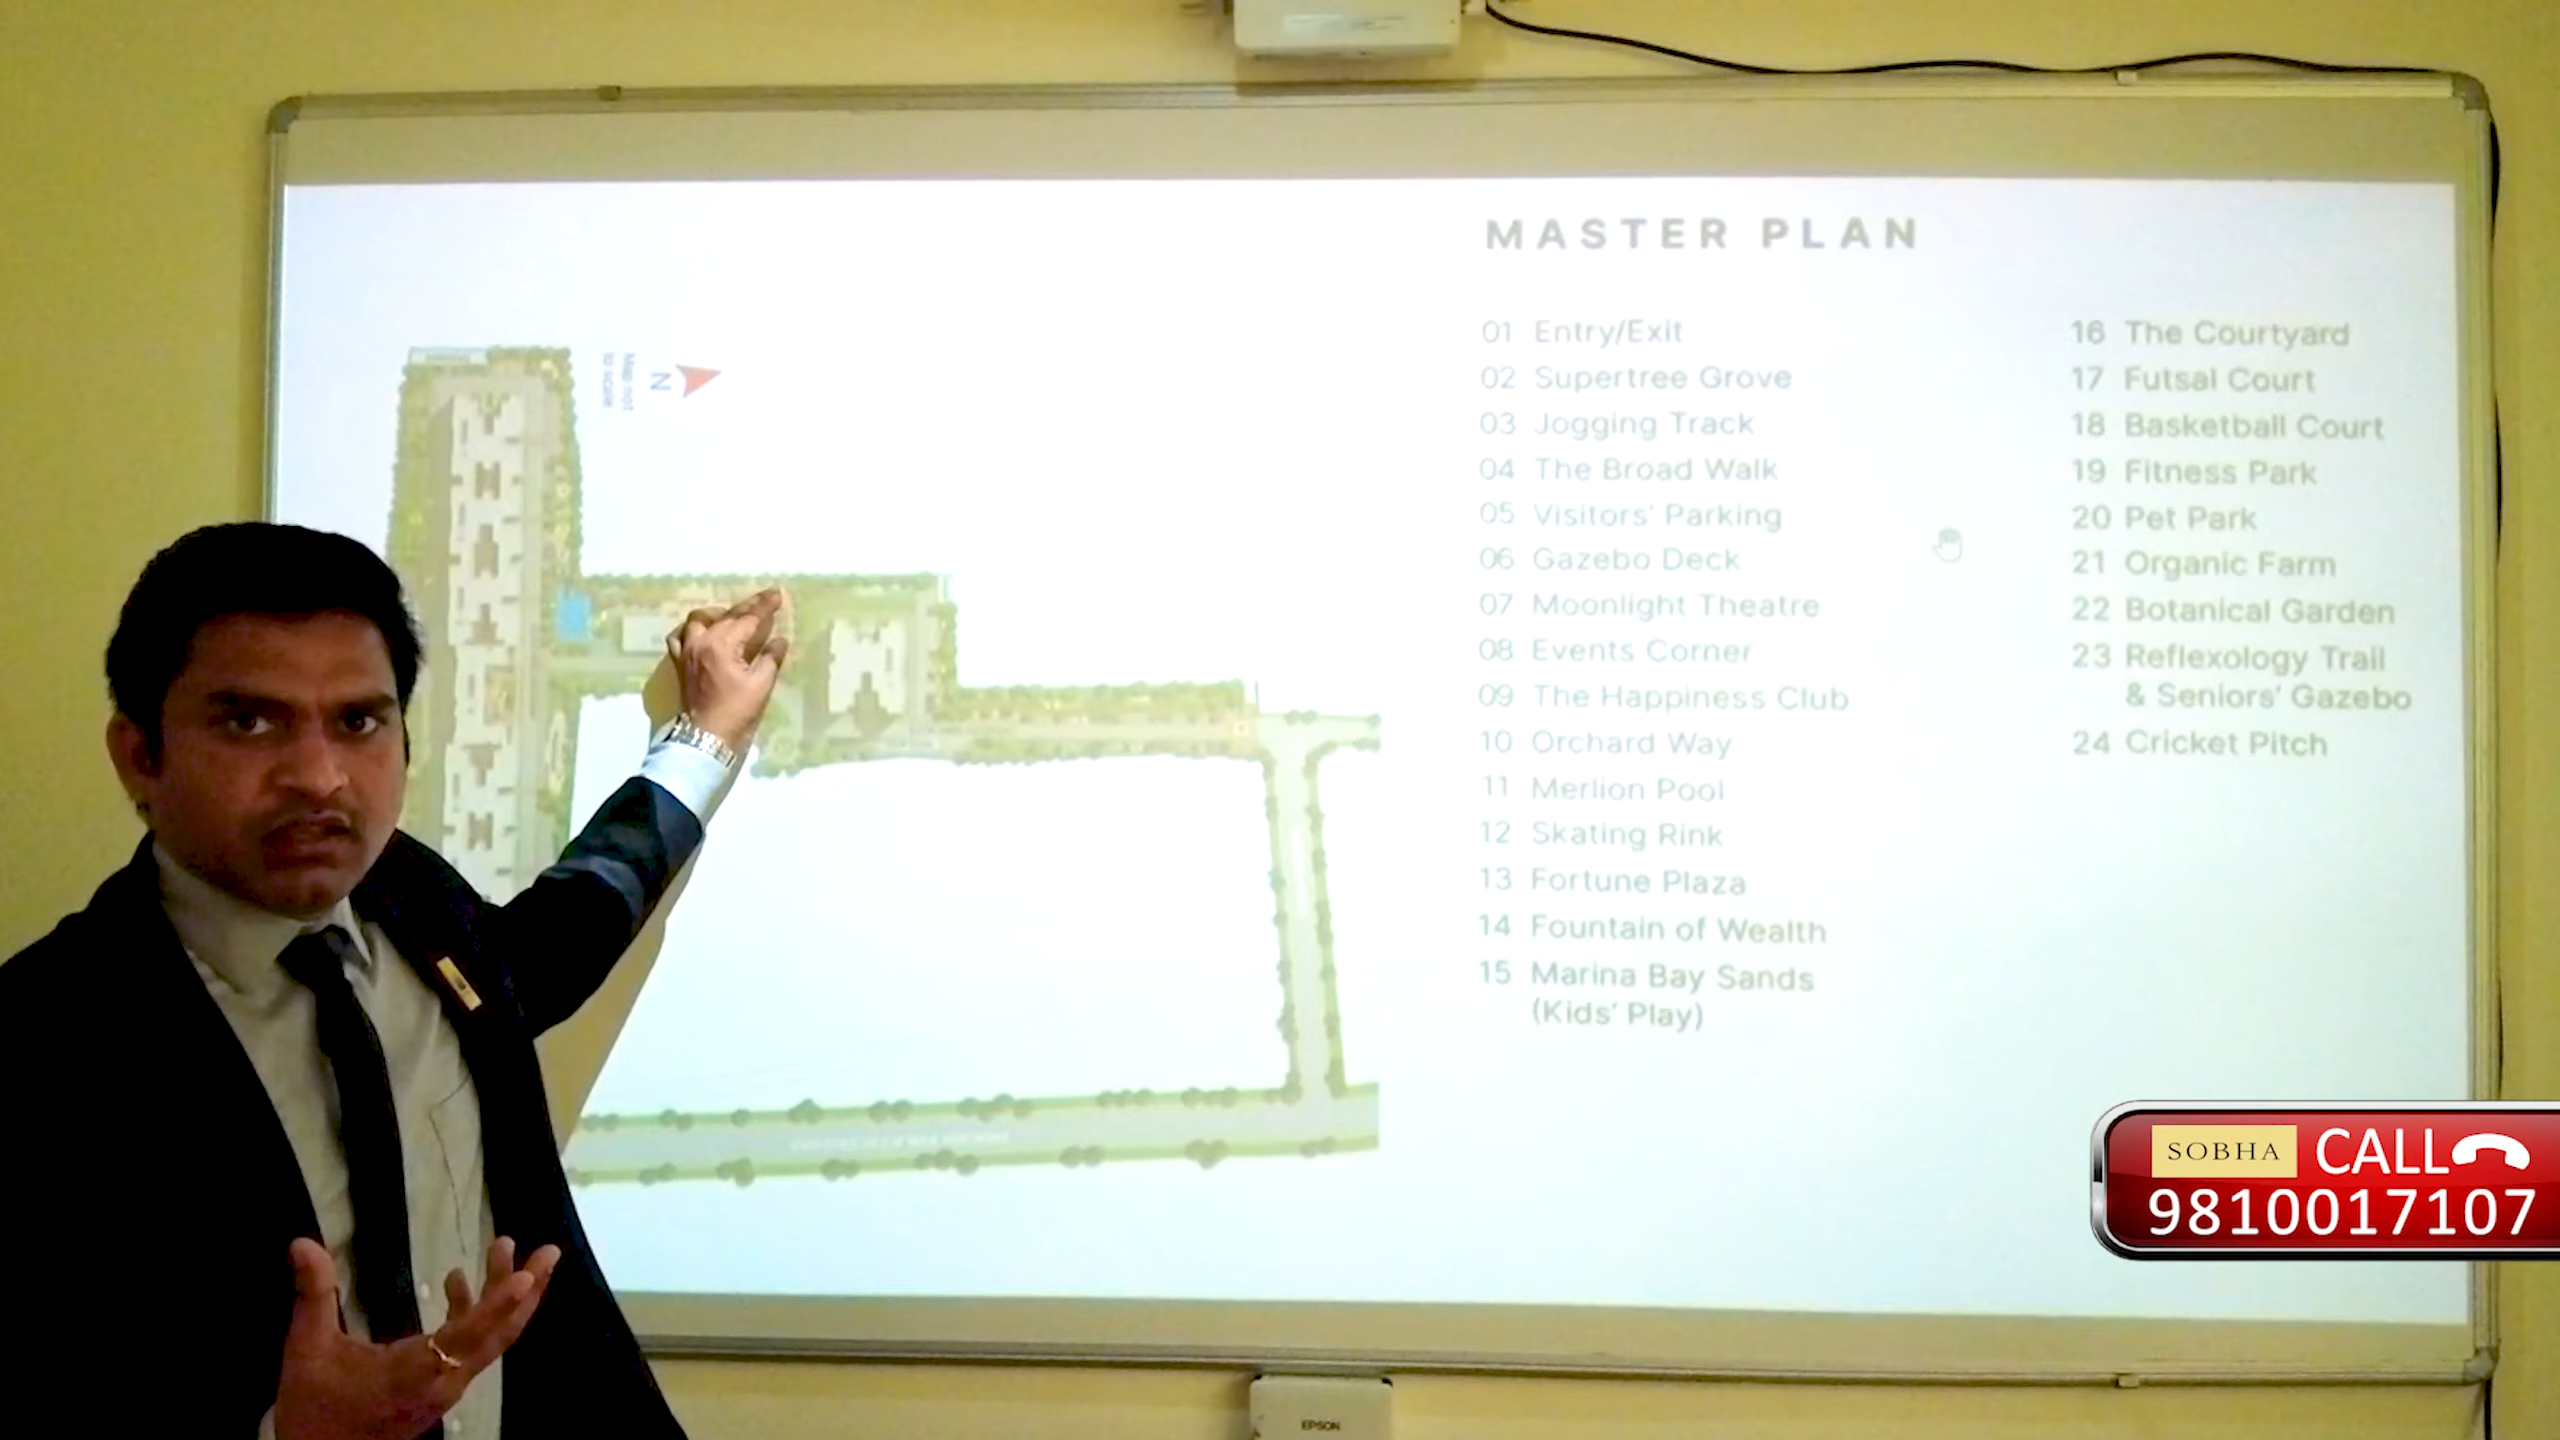 MASTER PLAN
01 Entry/Exit
02 Supertree Grove
03 Jogging Track
04 The Broad Walk
05 Visitors' Parking
06 Gazebo Deck
07 Moonlight Theatre
08 Events Corner
09 The Happiness Club
10 Orchard Way
11 Merlion Pool
12 Skating Rink
13 Fortune Plaza
14 Fountain of Wealth
15 Marina Bay Sands
(Kids' Play)
16 The Courtyard
17 Futsal Court
18 Basketball Court
19 Fitness Park
20 Pet Park
21 Organic Farm
22 Botanical Garden
23 Reflexology Trail
& Seniors' Gazebo
24 Cricket Pitch
N
Map not
to scale
SOBHA CALL
9810017107
EPSON